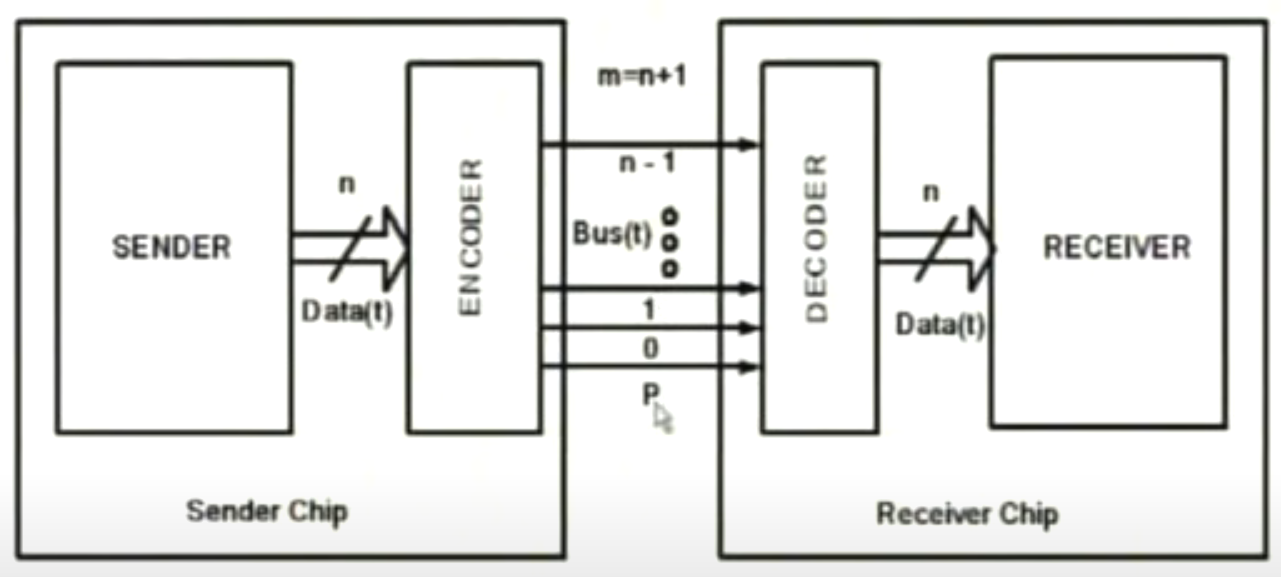 m=n+1
n - 1
n
n
SENDER
ENCODER
Bus(t)
DECODER
RECEIVER
Data(t)
1
Data(t)
0
P
Sender Chip
Receiver Chip